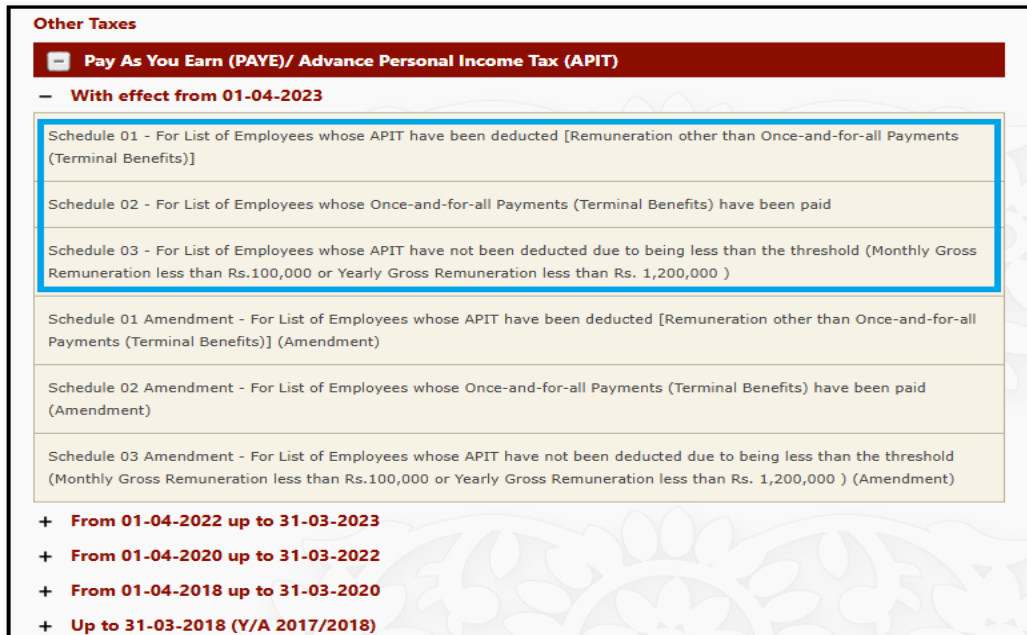 Other Taxes
Pay As You Earn (PAYE)/ Advance Personal Income Tax (APIT)
With effect from 01-04-2023
Schedule 01 - For List of Employees whose APIT have been deducted [Remuneration other than Once-and-for-all Payments
(Terminal Benefits)]
Schedule 02 - For List of Employees whose Once-and-for-all Payments (Terminal Benefits) have been paid
Schedule 03 - For List of Employees whose APIT have not been deducted due to being less than the threshold (Monthly Gross
Remuneration less than Rs.100,000 or Yearly Gross Remuneration less than Rs. 1,200,000 )
Schedule 01 Amendment - For List of Employees whose APIT have been deducted [Remuneration other than Once-and-for-all
Payments (Terminal Benefits)] (Amendment)
Schedule 02 Amendment - For List of Employees whose Once-and-for-all Payments (Terminal Benefits) have been paid
(Amendment)
Schedule 03 Amendment - For List of Employees whose APIT have not been deducted due to being less than the threshold
(Monthly Gross Remuneration less than Rs.100,000 or Yearly Gross Remuneration less than Rs. 1,200,000 ) (Amendment)
From 01-04-2022 up to 31-03-2023
From 01-04-2020 up to 31-03-2022
From 01-04-2018 up to 31-03-2020
Up to 31-03-2018 (Y/A 2017/2018)